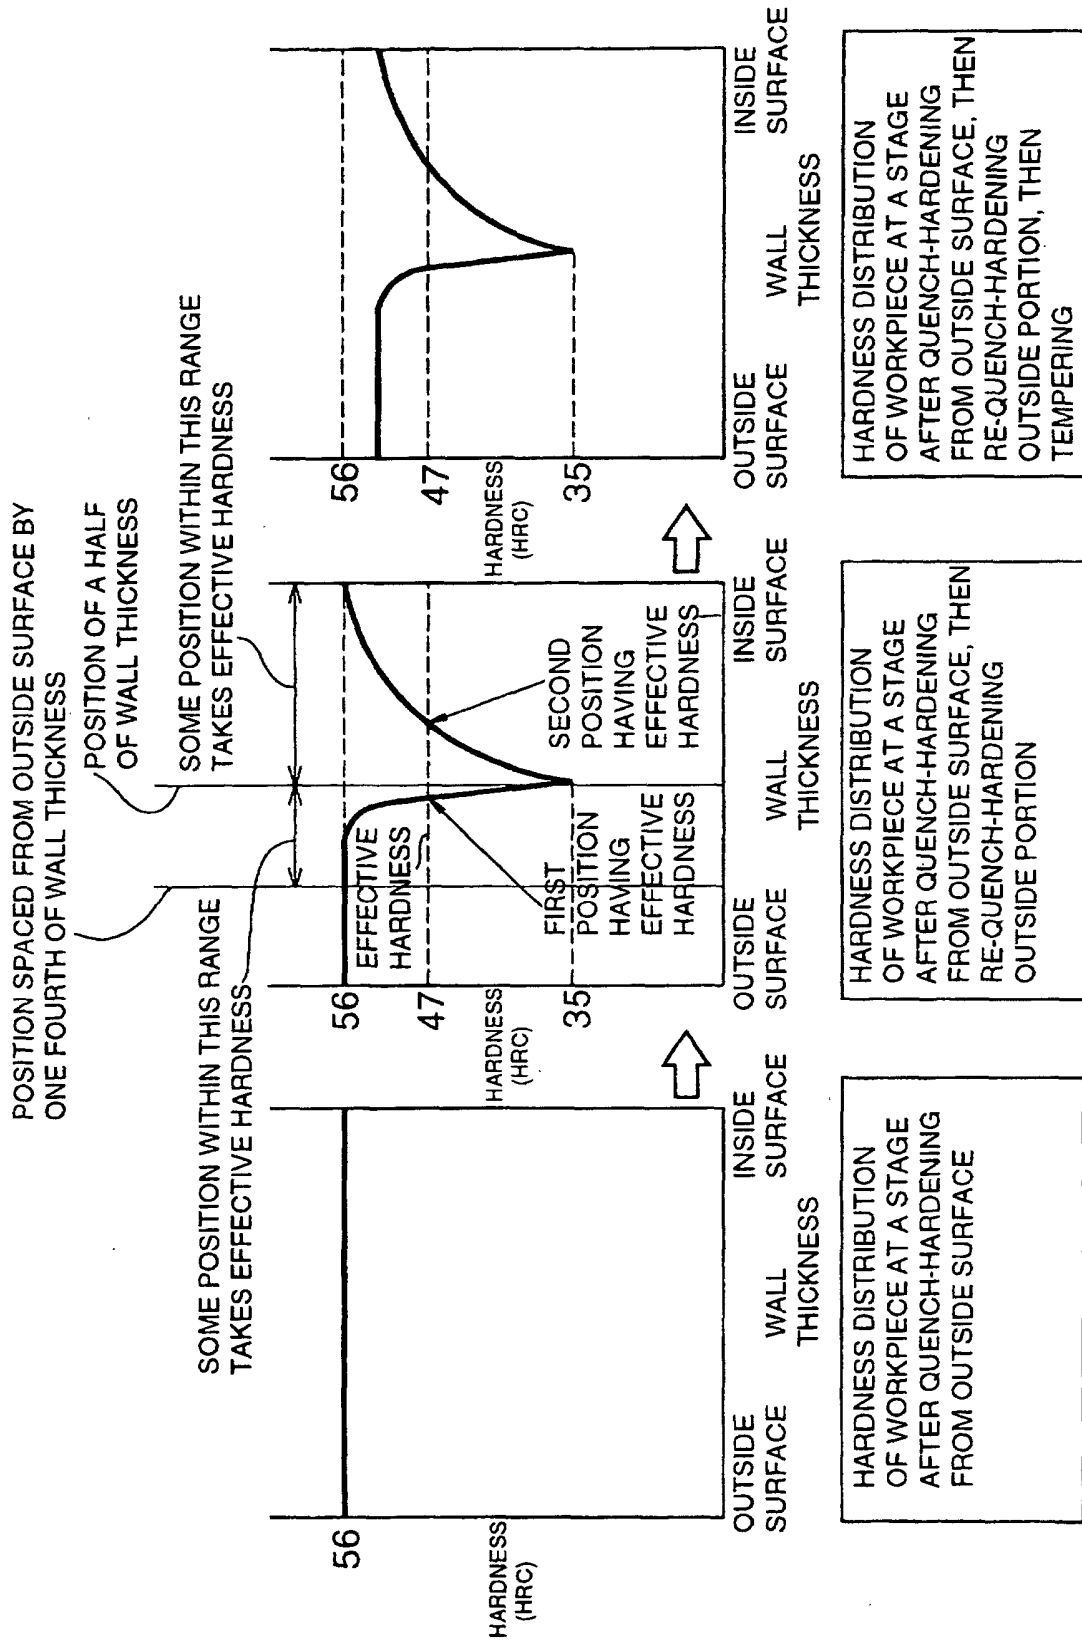 POSITION SPACED FROM OUTSIDE SURFACE BY
ONE FOURTH OF WALL THICKNESS
POSITION OF A HALF
OF WALL THICKNESS
SOME POSITION WITHIN THIS RANGE
TAKES EFFECTIVE HARDNESS
SOME POSITION WITHIN THIS RANGE
TAKES EFFECTIVE HARDNESS
56
HARDNESS
(HRC)
OUTSIDE
SURFACE
WALL
THICKNESS
INSIDE
SURFACE
HARDNESS DISTRIBUTION
OF WORKPIECE AT A STAGE
AFTER QUENCH-HARDENING
FROM OUTSIDE SURFACE
56
47
35
HARDNESS
(HRC)
EFFECTIVE
HARDNESS
FIRST
POSITION
HAVING
EFFECTIVE
HARDNESS
SECOND
POSITION
HAVING
EFFECTIVE
HARDNESS
OUTSIDE
SURFACE
WALL
THICKNESS
INSIDE
SURFACE
HARDNESS DISTRIBUTION
OF WORKPIECE AT A STAGE
AFTER QUENCH-HARDENING
FROM OUTSIDE SURFACE, THEN
RE-QUENCH-HARDENING
OUTSIDE PORTION
56
47
35
HARDNESS
(HRC)
OUTSIDE
SURFACE
WALL
THICKNESS
INSIDE
SURFACE
HARDNESS DISTRIBUTION
OF WORKPIECE AT A STAGE
AFTER QUENCH-HARDENING
FROM OUTSIDE SURFACE, THEN
RE-QUENCH-HARDENING
OUTSIDE PORTION, THEN
TEMPERING